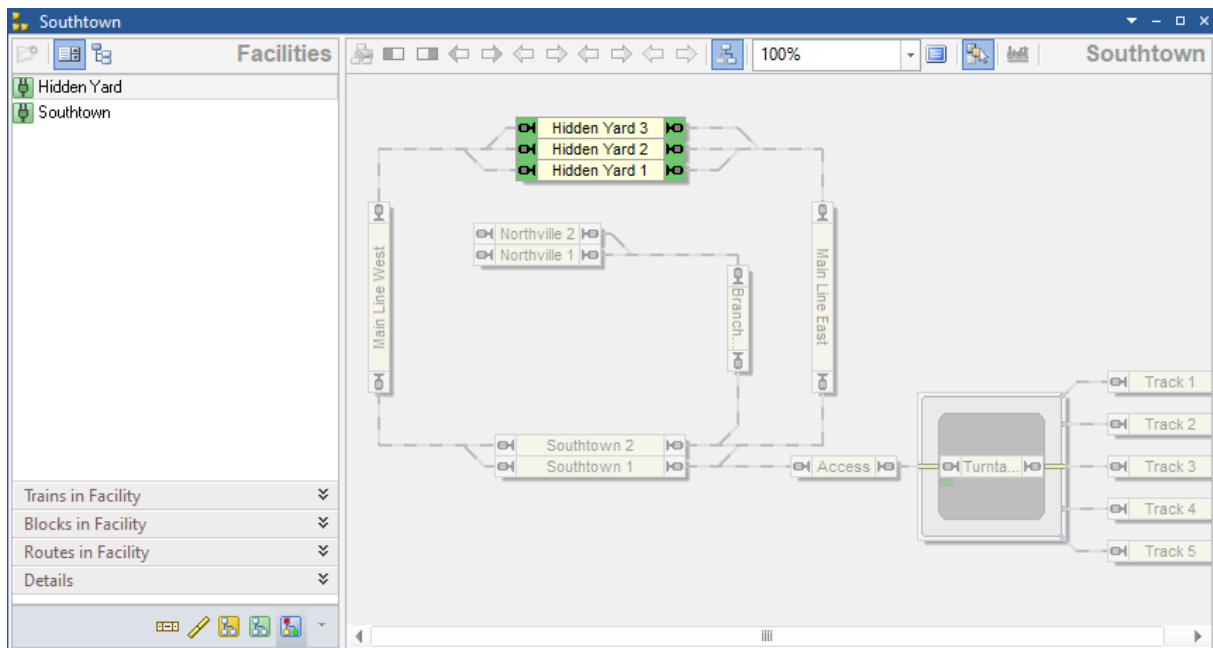 Southtown
Facilities
100%
Southtown
Hidden Yard
Southtown
Hidden Yard 3
Hidden Yard 2
Hidden Yard 1
Northville 2
Northville 1
Main Line West
Branch...
Main Line East
Southtown 2
Southtown 1
Access
Turnta...
Track 1
Track 2
Track 3
Track 4
Track 5
Trains in Facility
Blocks in Facility
Routes in Facility
Details